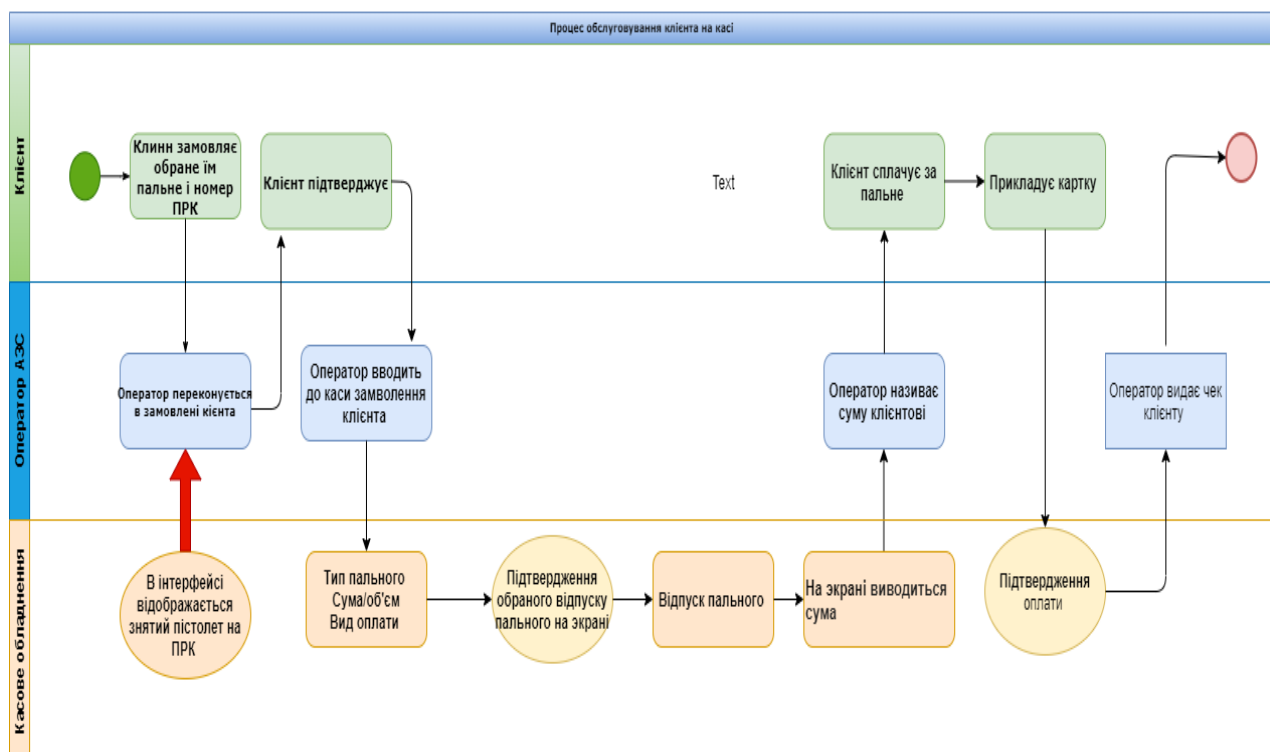 Процес обслуговування клієнта на касі
Клієнт
Клинн замовляє
обране їм
пальне і номер
ПРК
Клієнт підтверджує
Text
Клієнт сплачує за
пальне
Прикладує картку
Оператор АЗС
Оператор переконується
в замовлені кієнта
Оператор вводить
до каси замволення
клієнта
Оператор називає
суму клієнтові
Оператор видає чек
клієнту
Касове обладнення
В інтерфейсі
відображається
знятий пістолет на
ПРК
Тип пального
Сума/об'єм
Вид оплати
Підтвердження
обраного відпуску
пального на экрані
Відпуск пального
На экрані виводиться
сума
Підтвердження
оплати